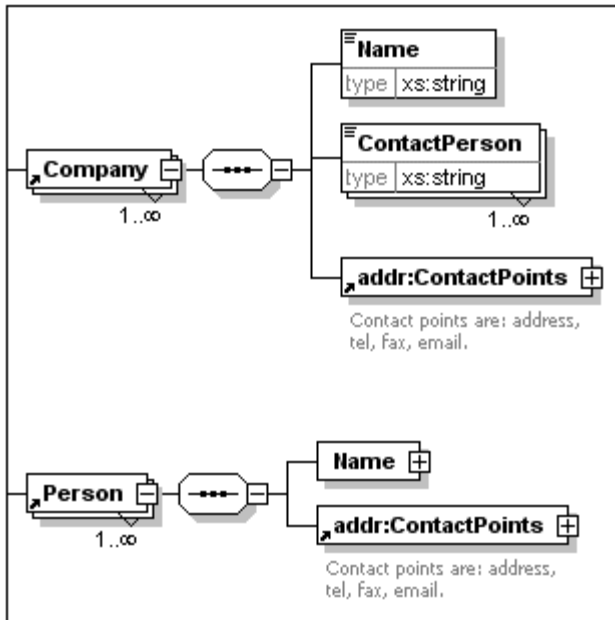 Name
type xs:string
Company
1..∞
ContactPerson
type xs:string
1..∞
addr:ContactPoints
Contact points are: address,
tel, fax, email.
Person
1..∞
Name
addr:ContactPoints
Contact points are: address,
tel, fax, email.